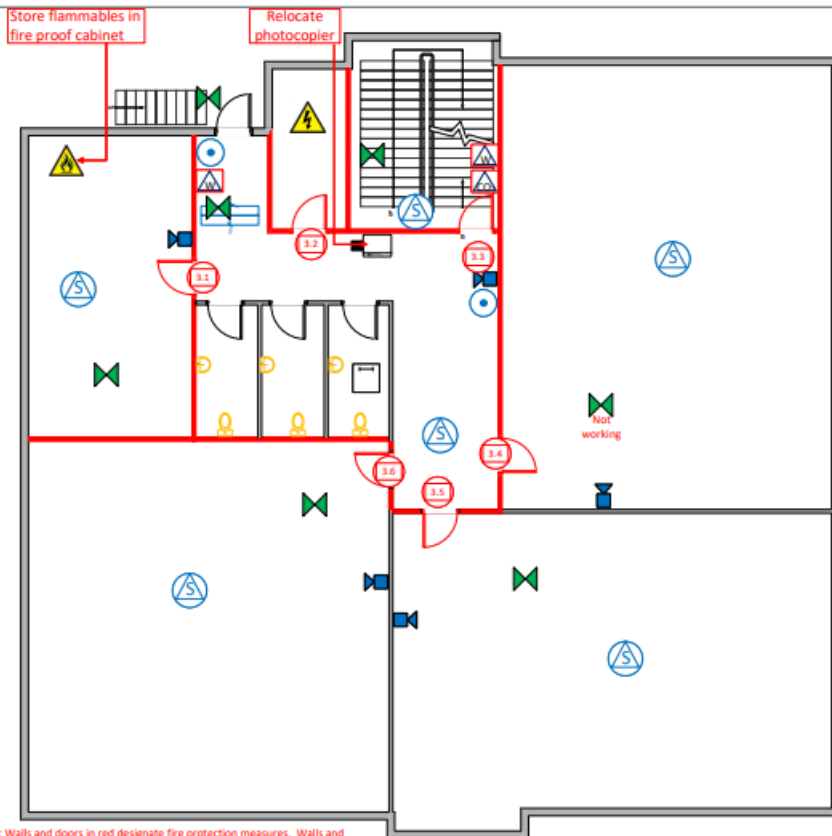 Store flammables in
fire proof cabinet
Relocate
photocopier
W
CO
W
S
3.2
3.3
3.1
S
S
Not
working
S
3.4
3.6
3.5
S
S
: Walls and doors in red designate fire protection measures. Walls and